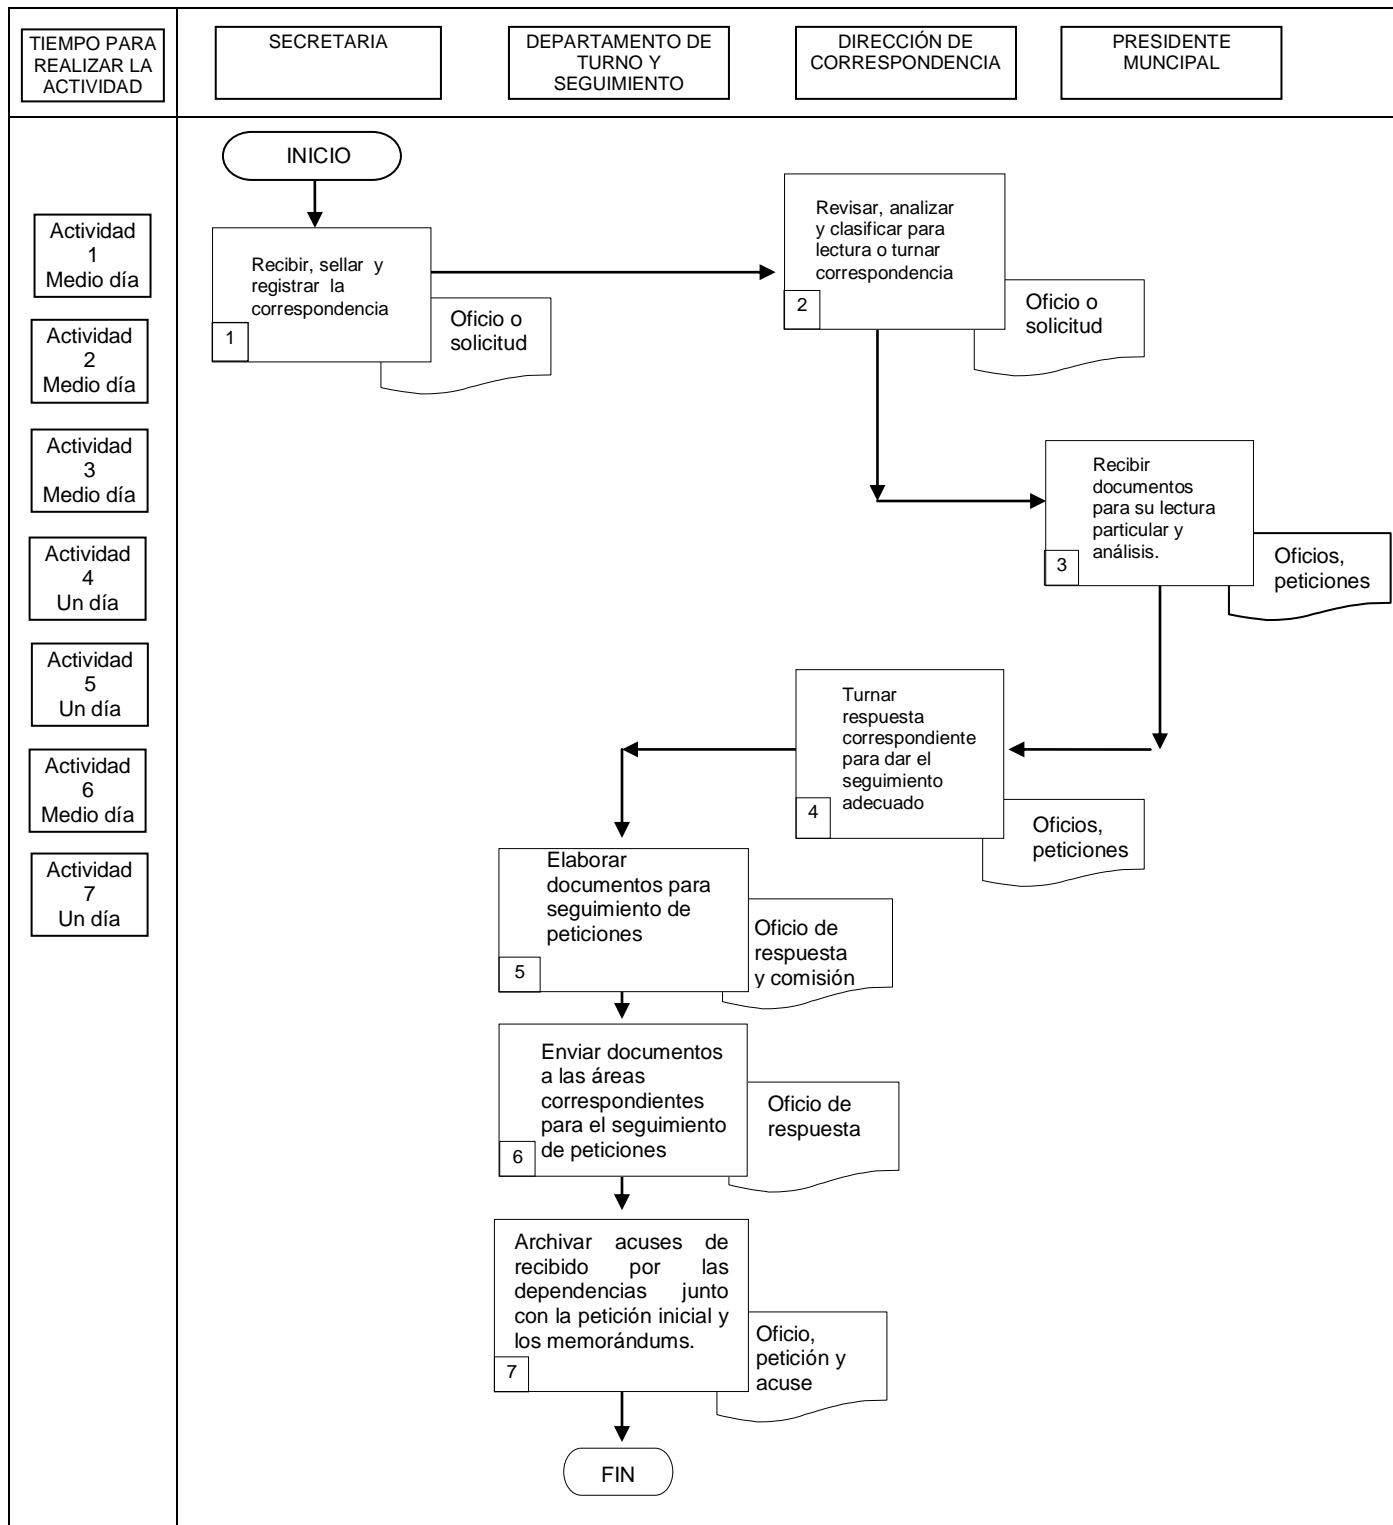 TIEMPO PARA
REALIZAR LA
ACTIVIDAD
SECRETARIA
DEPARTAMENTO DE
TURNO Y
SEGUIMIENTO
DIRECCIÓN DE
CORRESPONDENCIA
PRESIDENTE
MUNCIPAL
Actividad
1
Medio día
Actividad
2
Medio día
Actividad
3
Medio día
Actividad
4
Un día
Actividad
5
Un día
Actividad
6
Medio día
Actividad
7
Un día
INICIO
Recibir, sellar y
registrar la
correspondencia
1
Oficio o
solicitud
Revisar, analizar
y clasificar para
lectura o turnar
correspondencia
2
Oficio o
solicitud
Recibir
documentos
para su lectura
particular y
análisis.
3
Oficios,
peticiones
Turnar
respuesta
correspondiente
para dar el
seguimiento
adecuado
4
Oficios,
peticiones
Elaborar
documentos para
seguimiento de
peticiones
5
Oficio de
respuesta
y comisión
Enviar documentos
a las áreas
correspondientes
para el seguimiento
de peticiones
6
Oficio de
respuesta
Archivar acuses de
recibido por las
dependencias junto
con la petición inicial y
los memorándums.
7
Oficio,
petición y
acuse
FIN